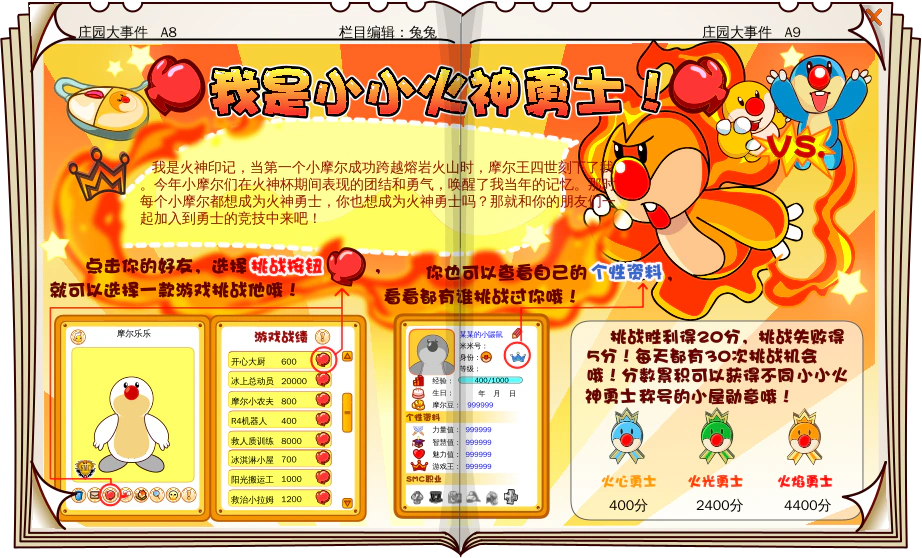 庄园大事件 A8
栏目编辑：兔兔
庄园大事件 A9
我是小小火神勇士！
VS.
我是火神印记，当第一个小摩尔成功跨越熔岩火山时，摩尔王四世刻下了我
。今年小摩尔们在火神杯期间表现的团结和勇气，唤醒了我当年的记忆。那时
每个小摩尔都想成为火神勇士，你也想成为火神勇士吗？那就和你的朋友们一
起加入到勇士的竞技中来吧！
点击你的好友，选择挑战按钮，
就可以选择一款游戏挑战他哦！
你也可以查看自己的个性资料，
看看都有谁挑战过你哦！
摩尔乐乐
游戏战绩
开心大厨 600
冰上总动员 20000
摩尔小农夫 800
R4机器人 400
救人质训练 8000
冰淇淋小屋 700
阳光搬运工 1000
救治小拉姆 1200
某某的小鼹鼠
米米号：
身份：
等级：
经验： 400/1000
生日： 年 月 日
摩尔豆： 999999
个性资料
力量值： 999999
智慧值： 999999
魅力值： 999999
游戏王： 999999
SMC职业
挑战胜利得20分，挑战失败得
5分！每天都有30次挑战机会
哦！分数累积可以获得不同小小火
神勇士称号的小屋勋章哦！
火心勇士 火光勇士 火焰勇士
400分 2400分 4400分